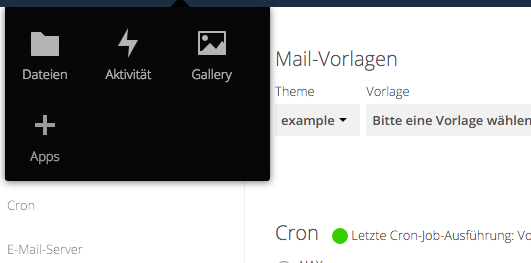 Dateien
Aktivität
Gallery
Apps
Cron
E-Mail-Server
Mail-Vorlagen
Theme
Vorlage
example
Bitte eine Vorlage wählen
Cron
Letzte Cron-Job-Ausführung: Vo